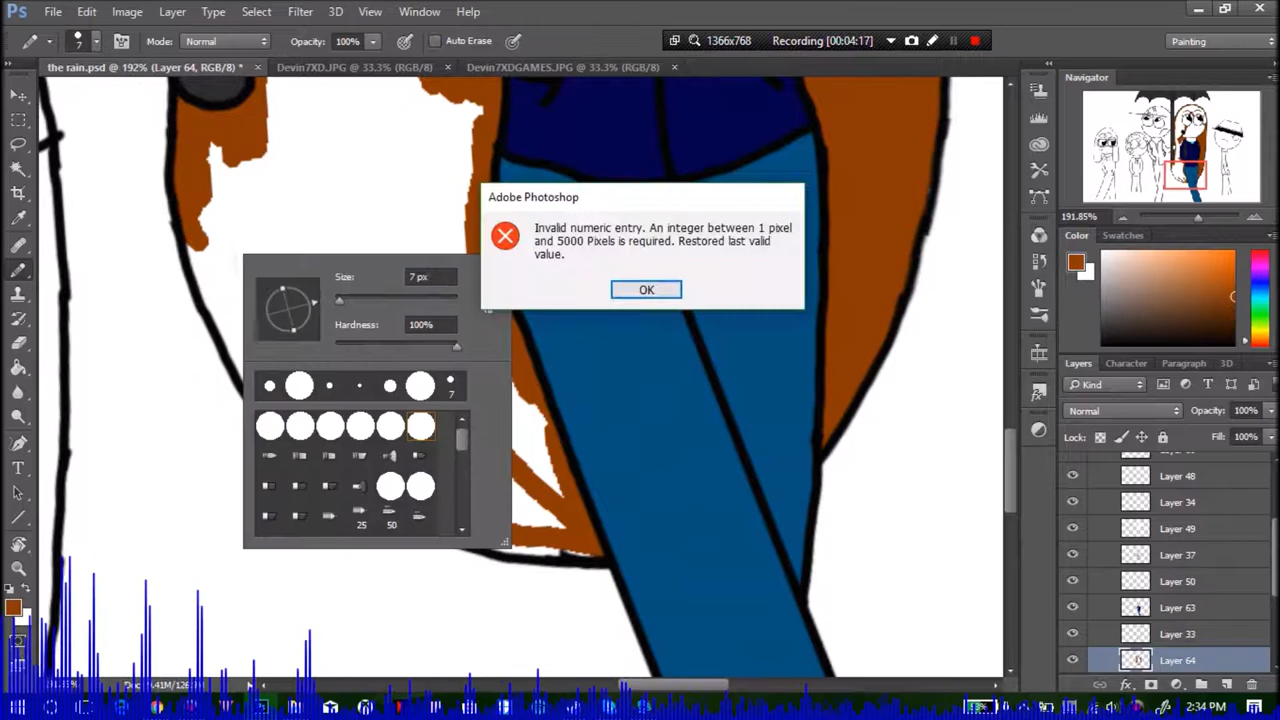 Ps File Edit Image Layer Type Select Filter 3D View Window Help
7 Mode: Normal Opacity: 100% Auto Erase 1366x768 Recording [00:04:17] Painting
the rain.psd @ 192% (Layer 64, RGB/8) * × Devin7XD.JPG @ 33.3% (RGB/8) × Devin7XDGAMES.JPG @ 33.3% (RGB/8) ×
Navigator
191.85%
Adobe Photoshop
Invalid numeric entry. An integer between 1 pixel
and 5000 Pixels is required. Restored last valid
value.
OK
Size: 7 px
Hardness: 100%
7
25 50
Color Swatches
Layers Character Paragraph 3D
Kind
Normal Opacity: 100%
Lock: Fill: 100%
Layer 48
Layer 34
Layer 49
Layer 37
Layer 50
Layer 63
Layer 33
Layer 64
2:34 PM